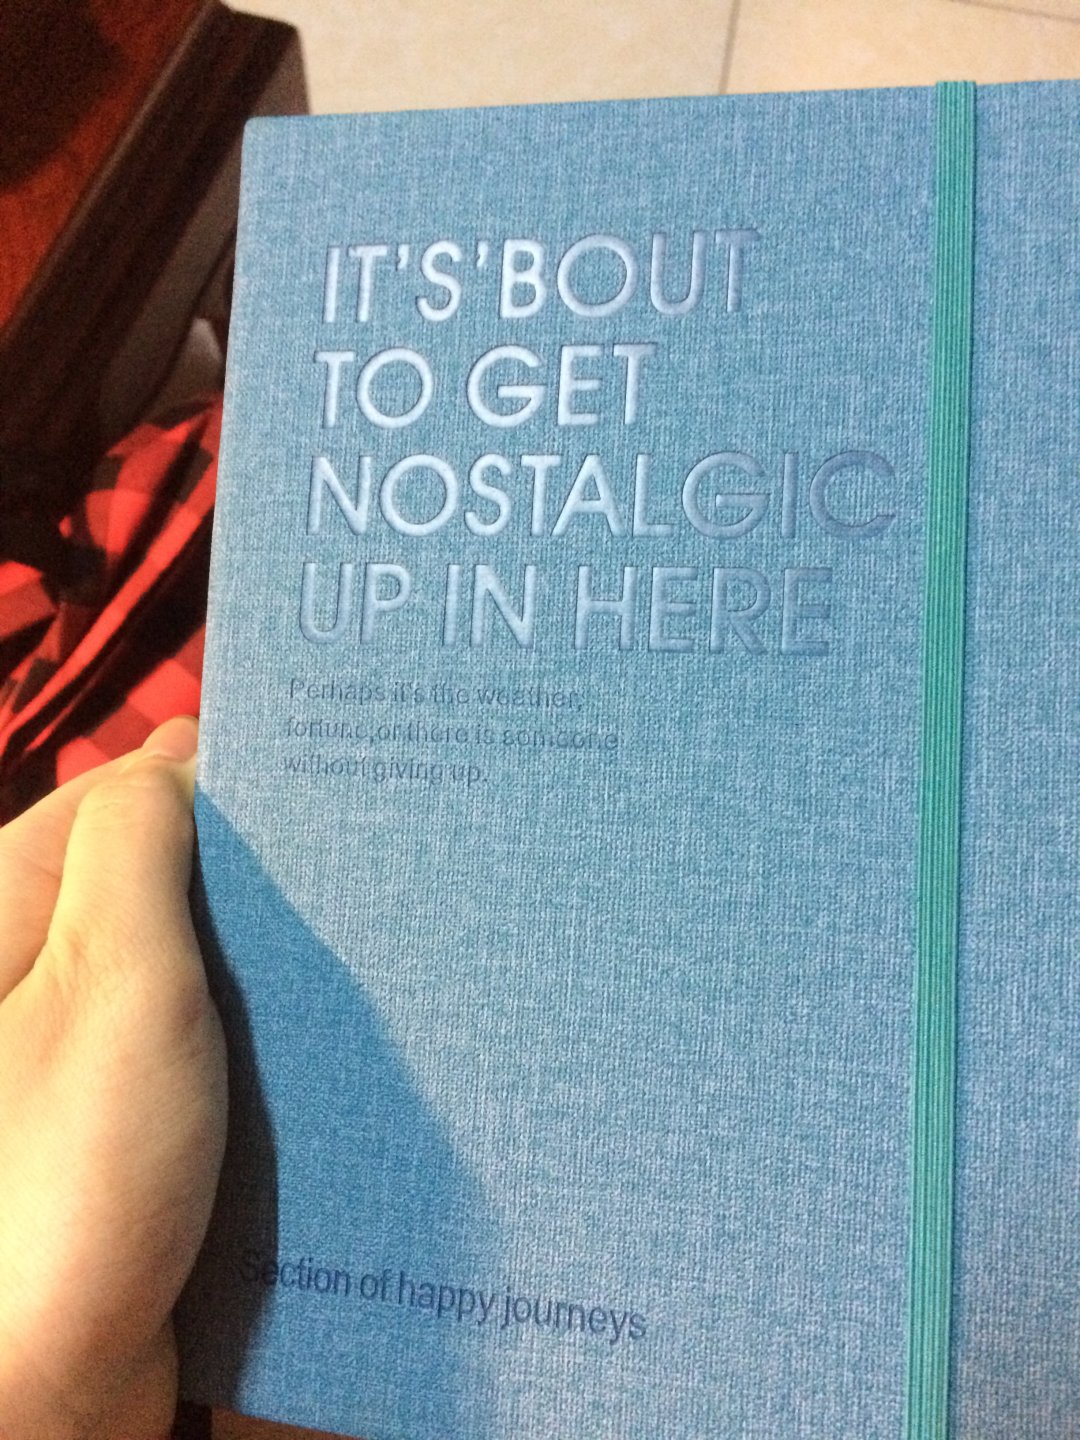 IT'S'BOUT
TO GET
NOSTALGIC
UP IN HERE
Perhaps it's the weather,
fortune,or there is someone
without giving up.
Section of happy journeys